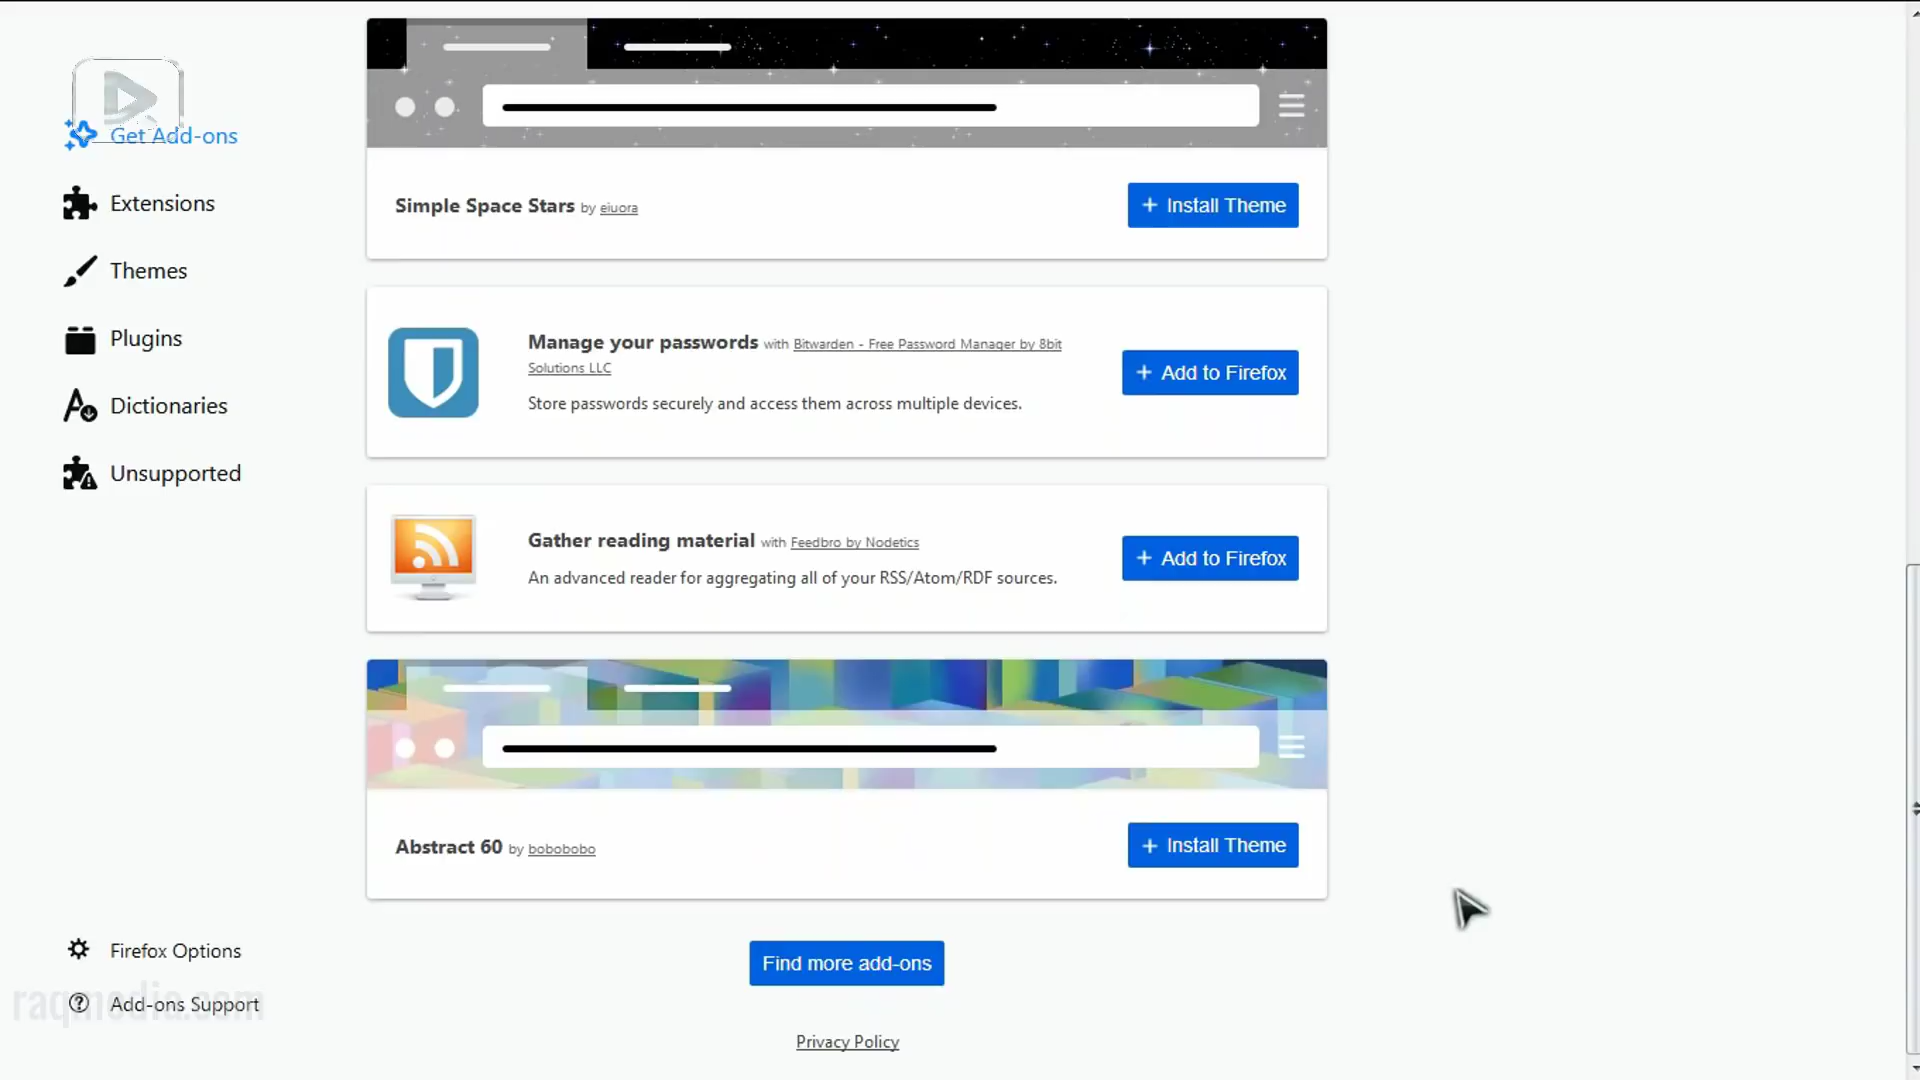 Get Add-ons
Extensions
Themes
Plugins
Dictionaries
Unsupported
Firefox Options
Add-ons Support
raqmedia.com
Simple Space Stars by eiuora
+ Install Theme
Manage your passwords with Bitwarden - Free Password Manager by 8bit
Solutions LLC
Store passwords securely and access them across multiple devices.
+ Add to Firefox
Gather reading material with Feedbro by Nodetics
An advanced reader for aggregating all of your RSS/Atom/RDF sources.
+ Add to Firefox
Abstract 60 by bobobobo
+ Install Theme
Find more add-ons
Privacy Policy